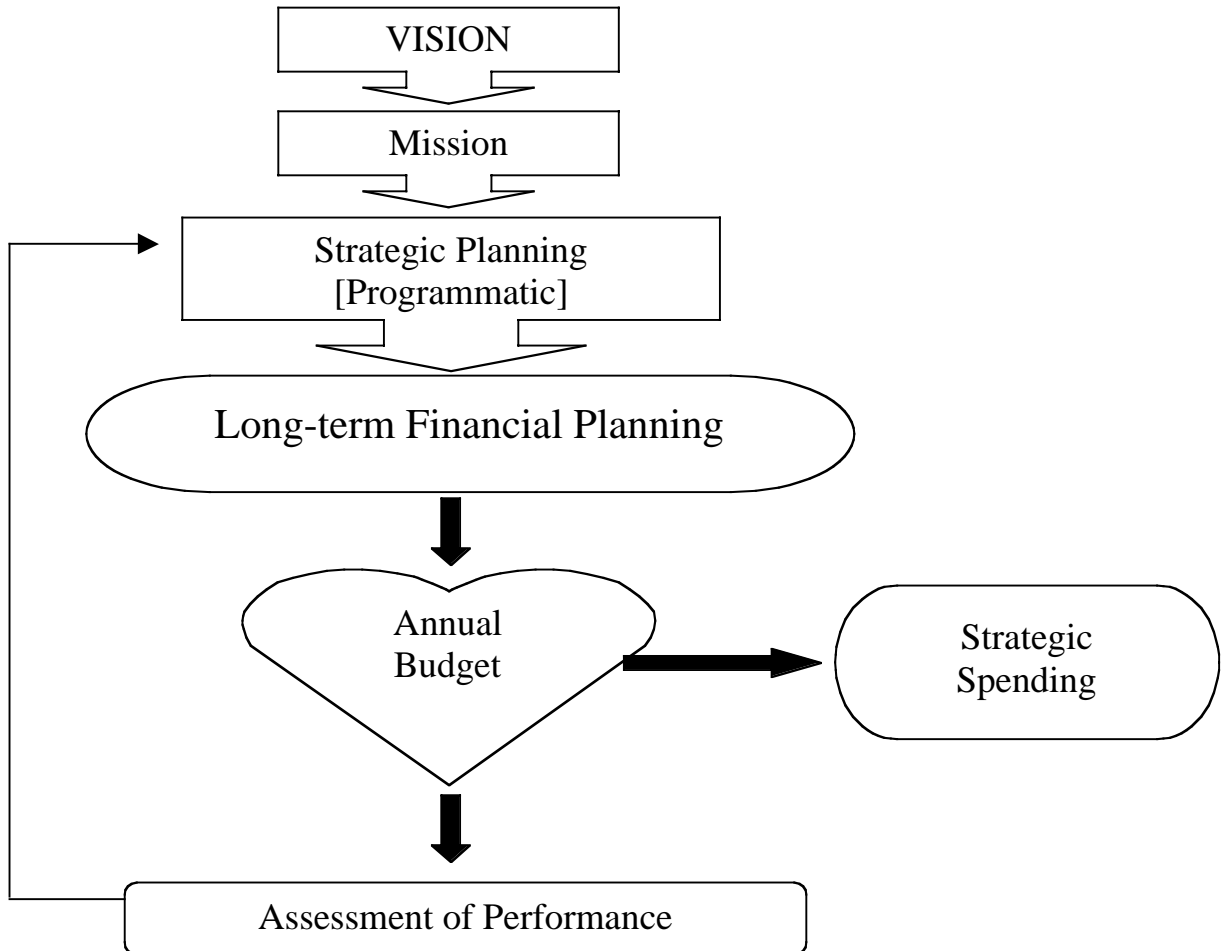 VISION
Mission
Strategic Planning
[Programmatic]
Long-term Financial Planning
Annual
Budget
Strategic
Spending
Assessment of Performance